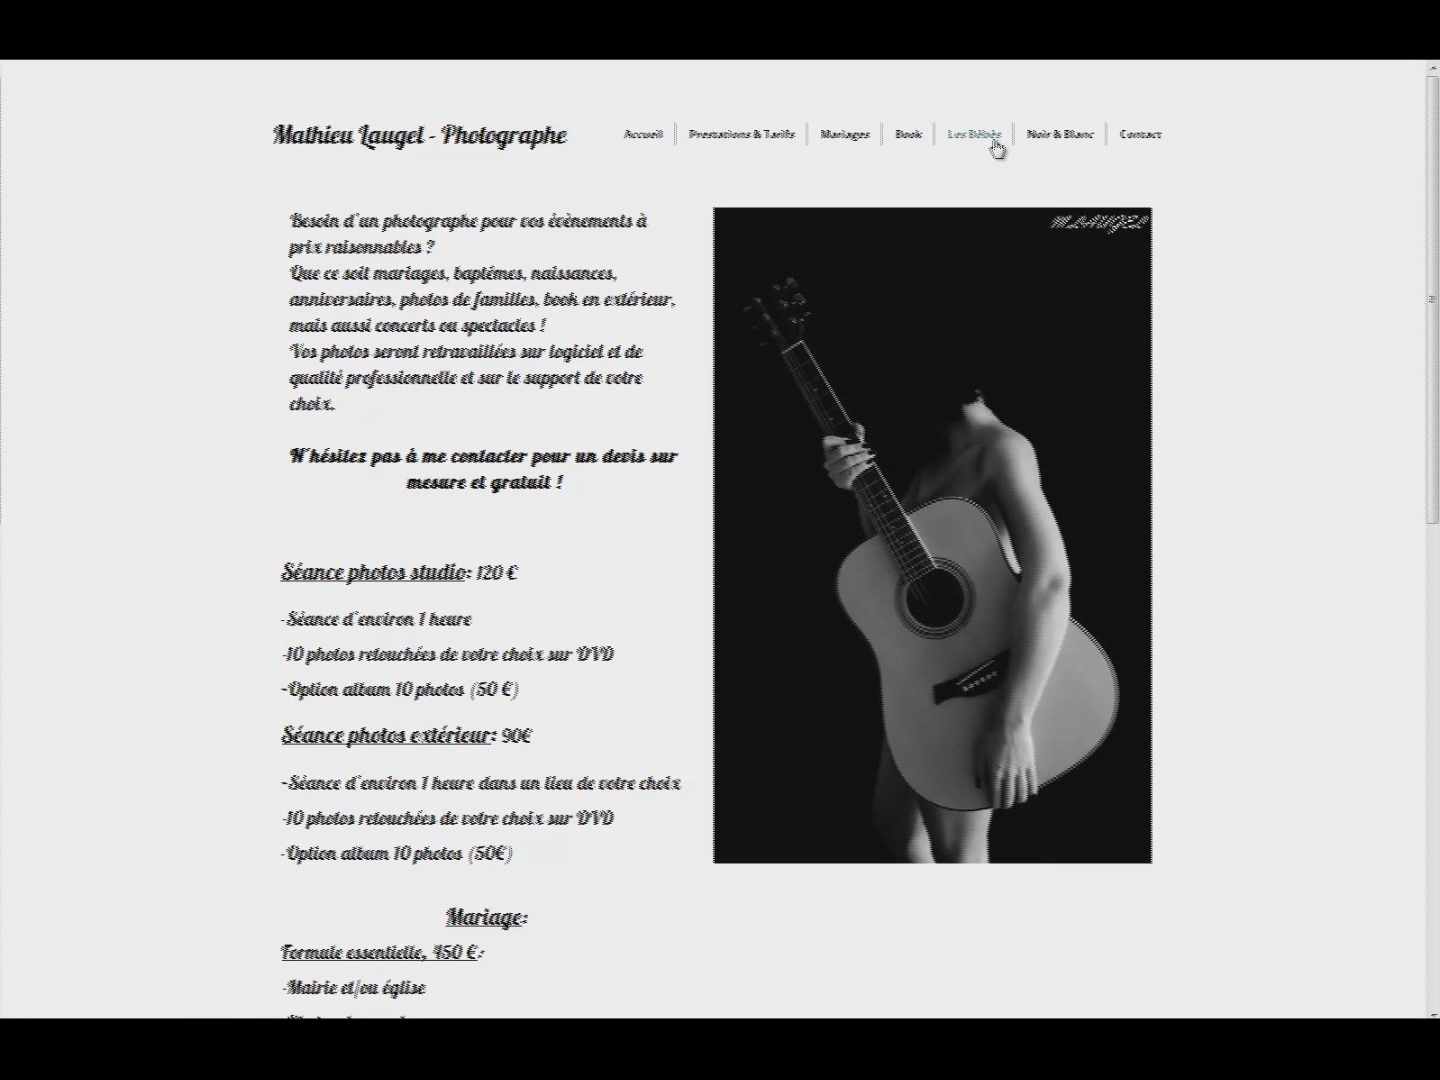 Mathieu Laugel - Photographe
Accueil
Prestations & Tarifs
Mariages
Book
Les Bébés
Noir & Blanc
Contact
Besoin d'un photographe pour vos évènements à
prix raisonnables ?
Que ce soit mariages, baptêmes, naissances,
anniversaires, photos de familles, book en extérieur,
mais aussi concerts ou spectacles !
Vos photos seront retravaillées sur logiciel et de
qualité professionnelle et sur le support de votre
choix.
N'hésitez pas à me contacter pour un devis sur
mesure et gratuit !
Séance photos studio: 120 €
-Séance d'environ 1 heure
-10 photos retouchées de votre choix sur DVD
-Option album 10 photos (50 €)
Séance photos extérieur: 90€
-Séance d'environ 1 heure dans un lieu de votre choix
-10 photos retouchées de votre choix sur DVD
-Option album 10 photos (50€)
Mariage:
Formule essentielle, 450 €:
-Mairie et/ou église